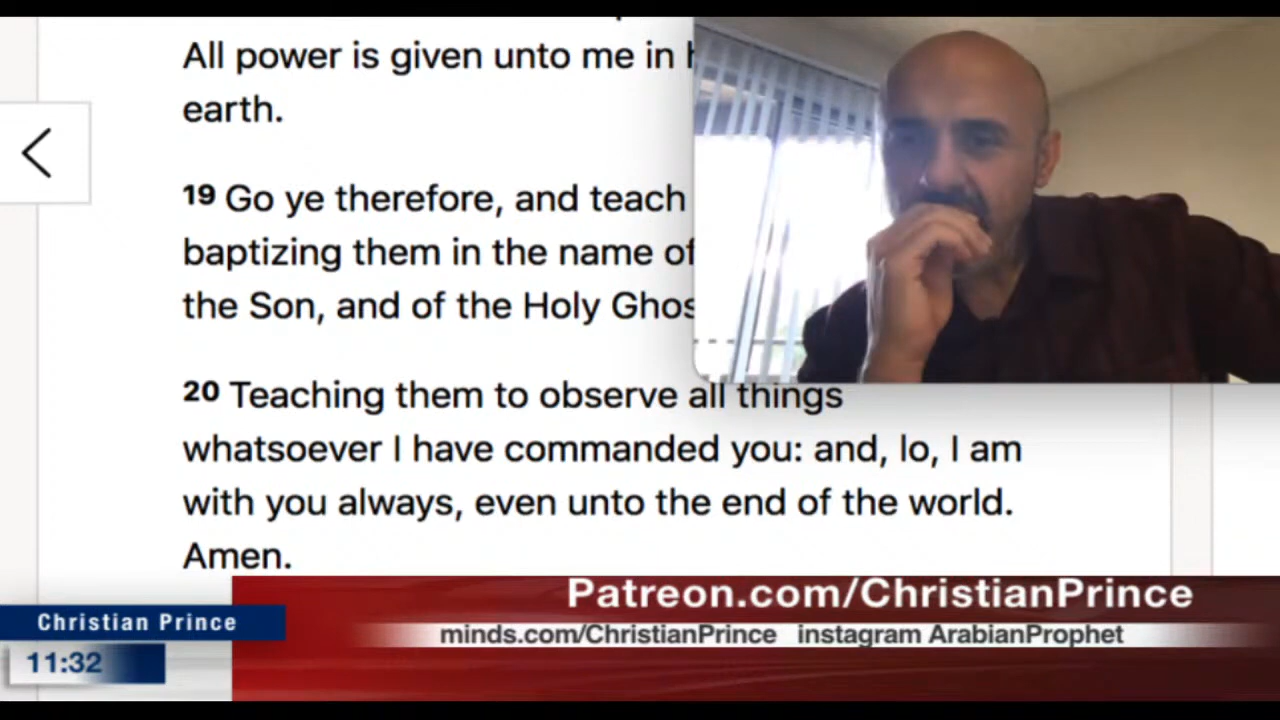 All power is given unto me in
earth.
19 Go ye therefore, and teach
baptizing them in the name of
the Son, and of the Holy Ghos
20 Teaching them to observe all things
whatsoever I have commanded you: and, lo, I am
with you always, even unto the end of the world.
Amen.
Patreon.com/ChristianPrince
Christian Prince
minds.com/ChristianPrince instagram ArabianProphet
11:32